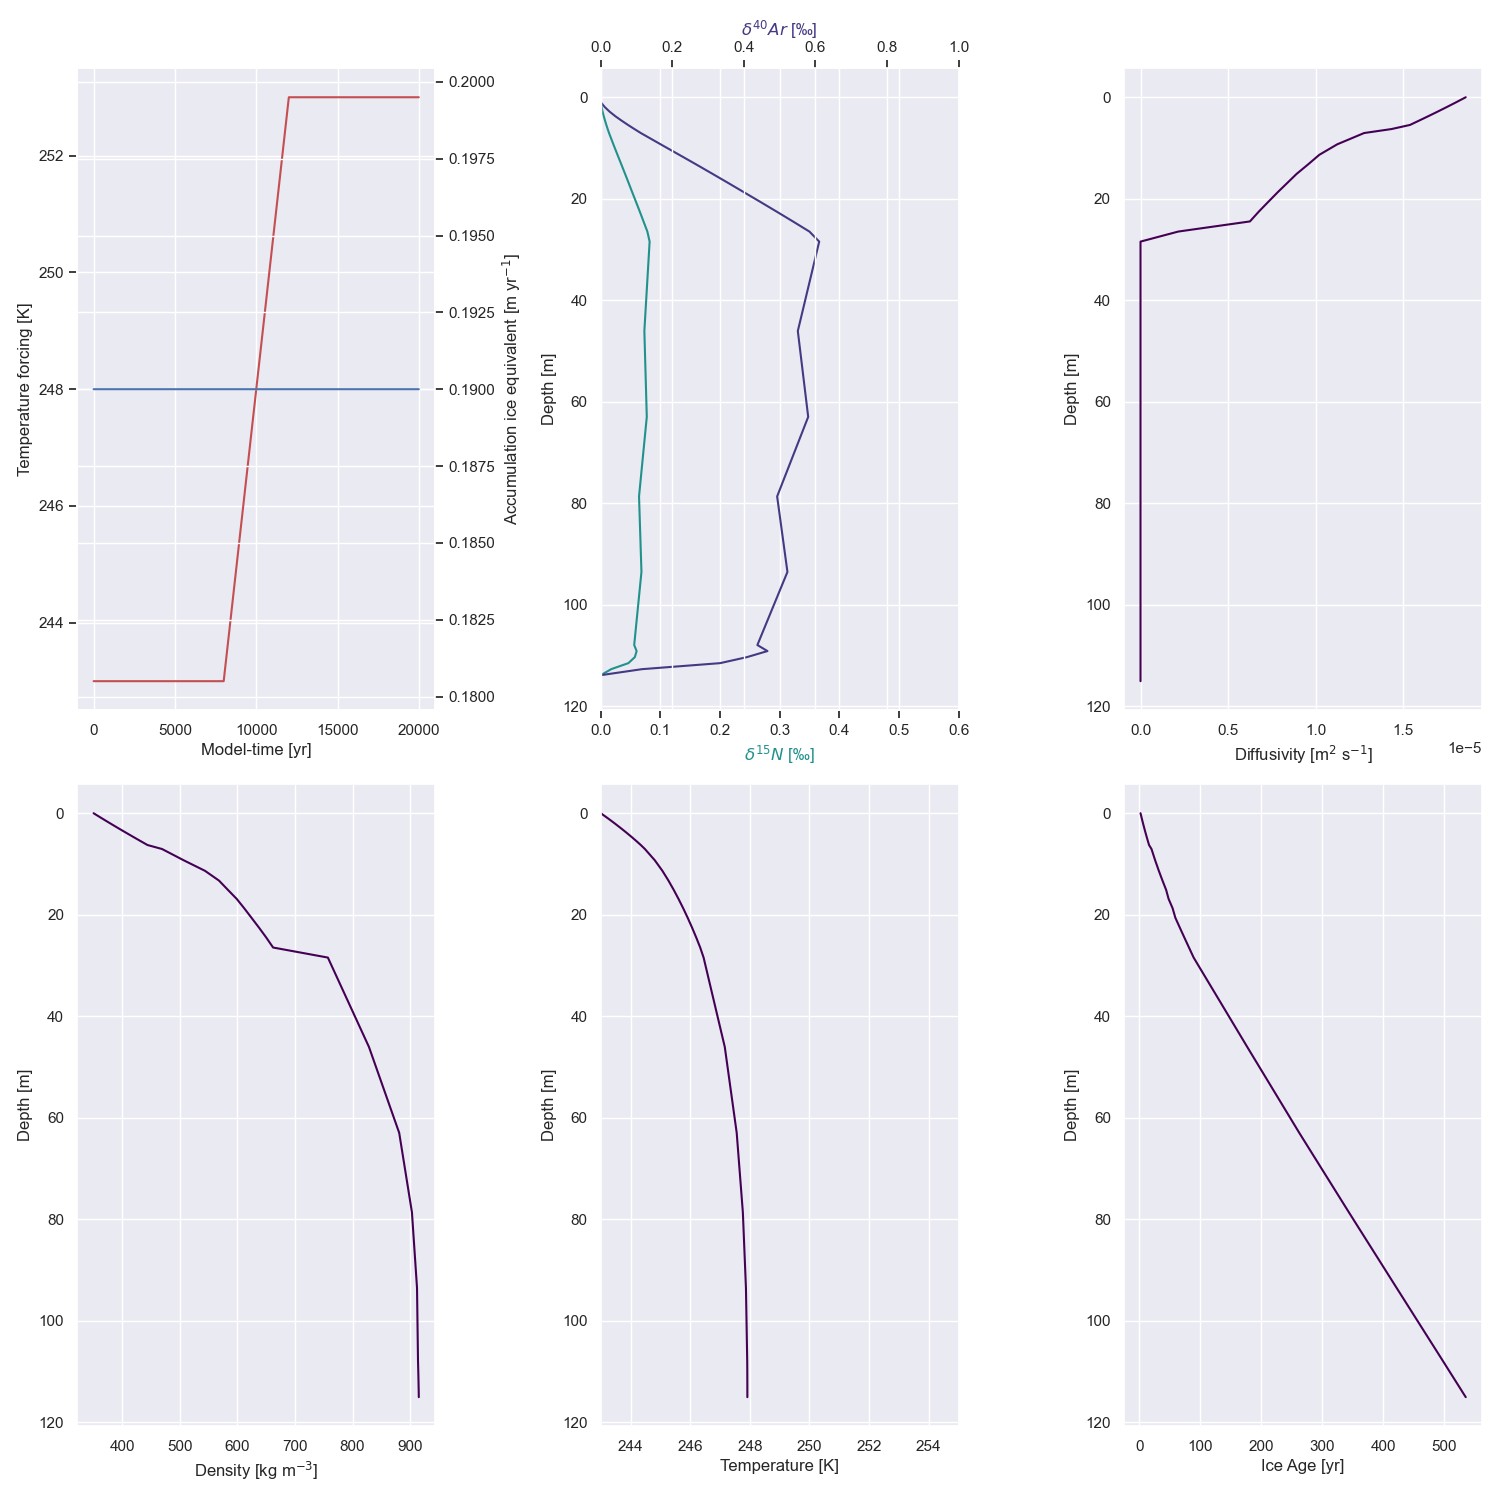 δ⁴⁰Ar [‰]
0.0 0.2 0.4 0.6 0.8 1.0
Temperature forcing [K]
252
250
248
246
244
0.2000
0.1975
0.1950
0.1925
0.1900
0.1875
0.1850
0.1825
0.1800
Accumulation ice equivalent [m yr⁻¹]
0 5000 10000 15000 20000
Model-time [yr]
Depth [m]
0
20
40
60
80
100
120
0.0 0.1 0.2 0.3 0.4 0.5 0.6
δ¹⁵N [‰]
Depth [m]
0
20
40
60
80
100
120
0.0 0.5 1.0 1.5
1e−5
Diffusivity [m² s⁻¹]
Depth [m]
0
20
40
60
80
100
120
400 500 600 700 800 900
Density [kg m⁻³]
Depth [m]
0
20
40
60
80
100
120
244 246 248 250 252 254
Temperature [K]
Depth [m]
0
20
40
60
80
100
120
0 100 200 300 400 500
Ice Age [yr]